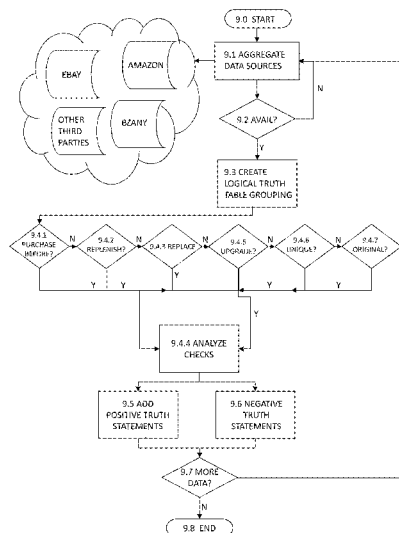 9.0 START
9.1 AGGREGATE
DATA SOURCES
EBAY
AMAZON
OTHER
THIRD
PARTIES
BZANY
N
9.2 AVAIL?
Y
9.3 CREATE
LOGICAL TRUTH
TABLE GROUPING
9.4.1
PURCHASE
BEFORE?
N
9.4.2
REPLENISH?
N
9.4.3 REPLACE
N
9.4.5
UPGRADE?
N
9.4.6
UNIQUE?
N
9.4.7
ORIGINAL?
Y
Y
Y
Y
Y
Y
9.4.4 ANALYZE
CHECKS
9.5 ADD
POSITIVE TRUTH
STATEMENTS
9.6 NEGATIVE
TRUTH
STATEMENTS
9.7 MORE
DATA?
N
9.8 END